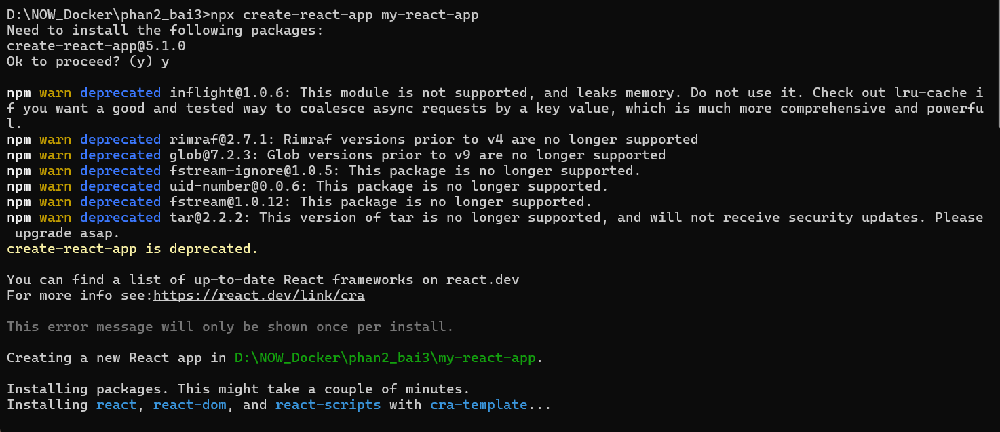 D:\NOW_Docker\phan2_bai3>npx create-react-app my-react-app
Need to install the following packages:
create-react-app@5.1.0
Ok to proceed? (y) y
npm warn deprecated inflight@1.0.6: This module is not supported, and leaks memory. Do not use it. Check out lru-cache i
f you want a good and tested way to coalesce async requests by a key value, which is much more comprehensive and powerfu
l.
npm warn deprecated rimraf@2.7.1: Rimraf versions prior to v4 are no longer supported
npm warn deprecated glob@7.2.3: Glob versions prior to v9 are no longer supported
npm warn deprecated fstream-ignore@1.0.5: This package is no longer supported.
npm warn deprecated uid-number@0.0.6: This package is no longer supported.
npm warn deprecated fstream@1.0.12: This package is no longer supported.
npm warn deprecated tar@2.2.2: This version of tar is no longer supported, and will not receive security updates. Please
 upgrade asap.
create-react-app is deprecated.
You can find a list of up-to-date React frameworks on react.dev
For more info see:https://react.dev/link/cra
This error message will only be shown once per install.
Creating a new React app in D:\NOW_Docker\phan2_bai3\my-react-app.
Installing packages. This might take a couple of minutes.
Installing react, react-dom, and react-scripts with cra-template...